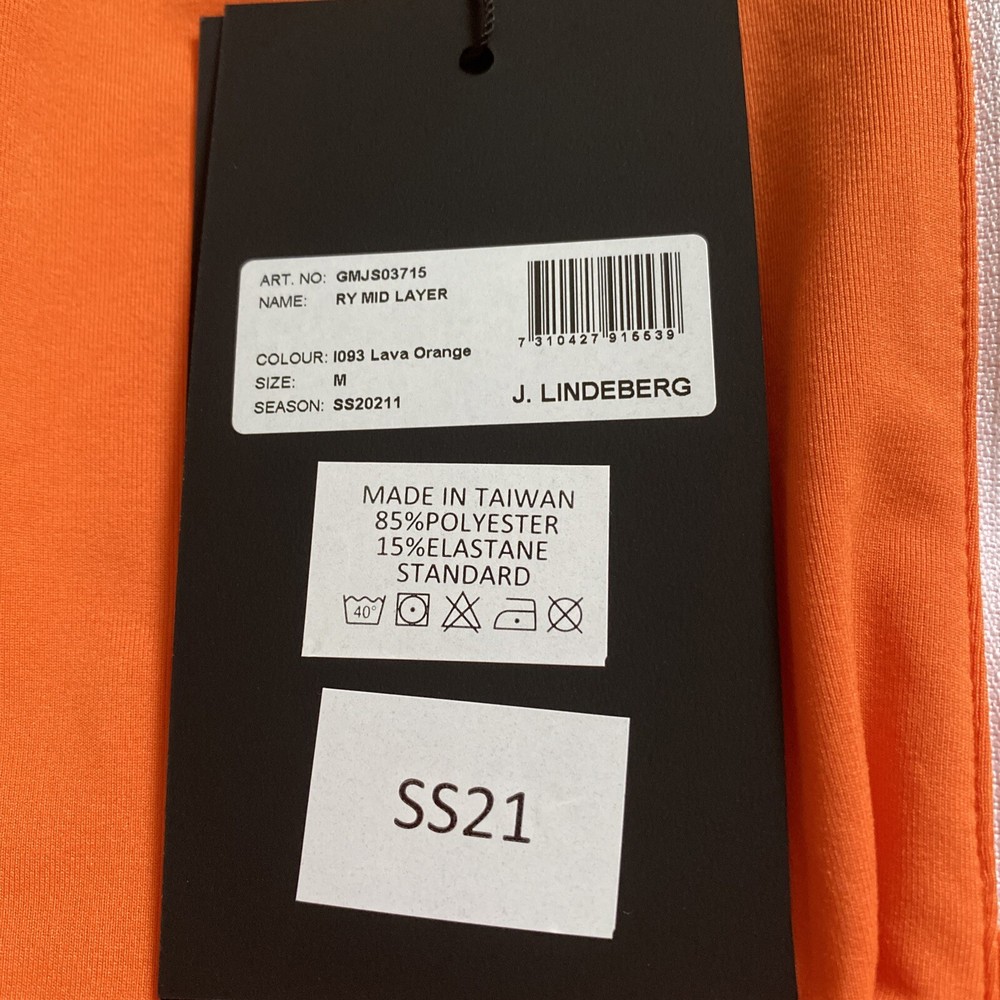 ART. NO: GMJS03715
NAME: RY MID LAYER
COLOUR: I093 Lava Orange
SIZE: M
SEASON: SS20211
7 310427 915539
J. LINDEBERG
MADE IN TAIWAN
85%POLYESTER
15%ELASTANE
STANDARD
40°
SS21